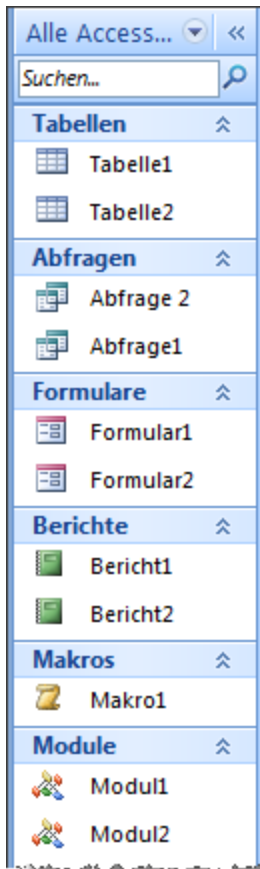 Alle Access...
Suchen...
Tabellen
Tabelle1
Tabelle2
Abfragen
Abfrage 2
Abfrage1
Formulare
Formular1
Formular2
Berichte
Bericht1
Bericht2
Makros
Makro1
Module
Modul1
Modul2